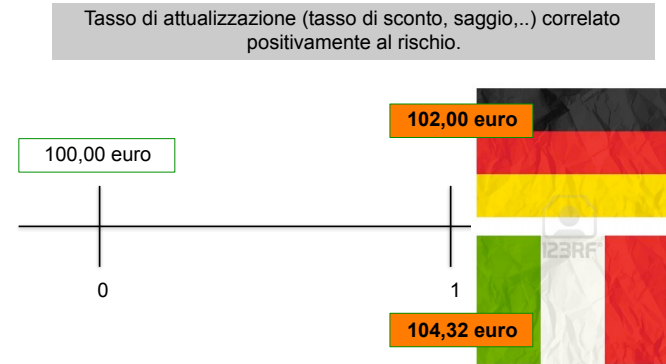 Tasso di attualizzazione (tasso di sconto, saggio,..) correlato
positivamente al rischio.
102,00 euro
100,00 euro
123RF
0
1
104,32 euro